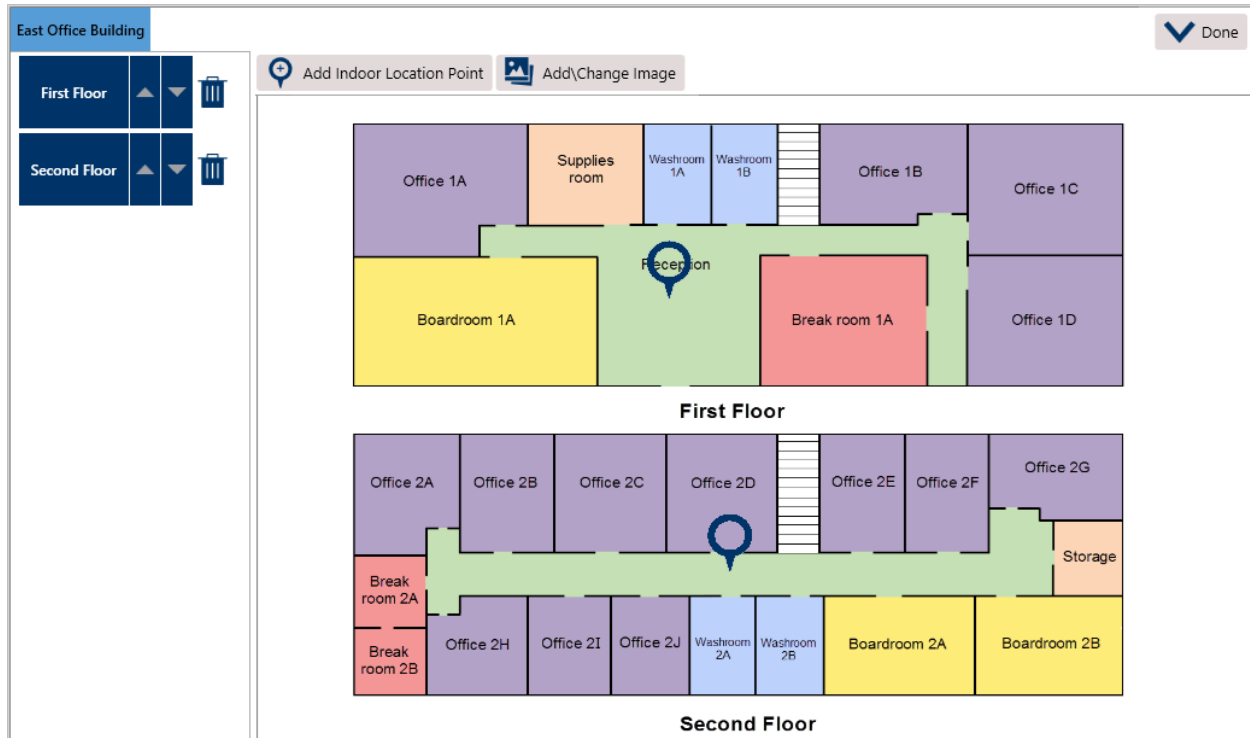 East Office Building
Done
First Floor
Second Floor
Add Indoor Location Point
Add\Change Image
Office 1A
Supplies
room
Washroom
1A
Washroom
1B
Office 1B
Office 1C
Reception
Boardroom 1A
Break room 1A
Office 1D
First Floor
Office 2A
Office 2B
Office 2C
Office 2D
Office 2E
Office 2F
Office 2G
Storage
Break
room 2A
Break
room 2B
Office 2H
Office 2I
Office 2J
Washroom
2A
Washroom
2B
Boardroom 2A
Boardroom 2B
Second Floor